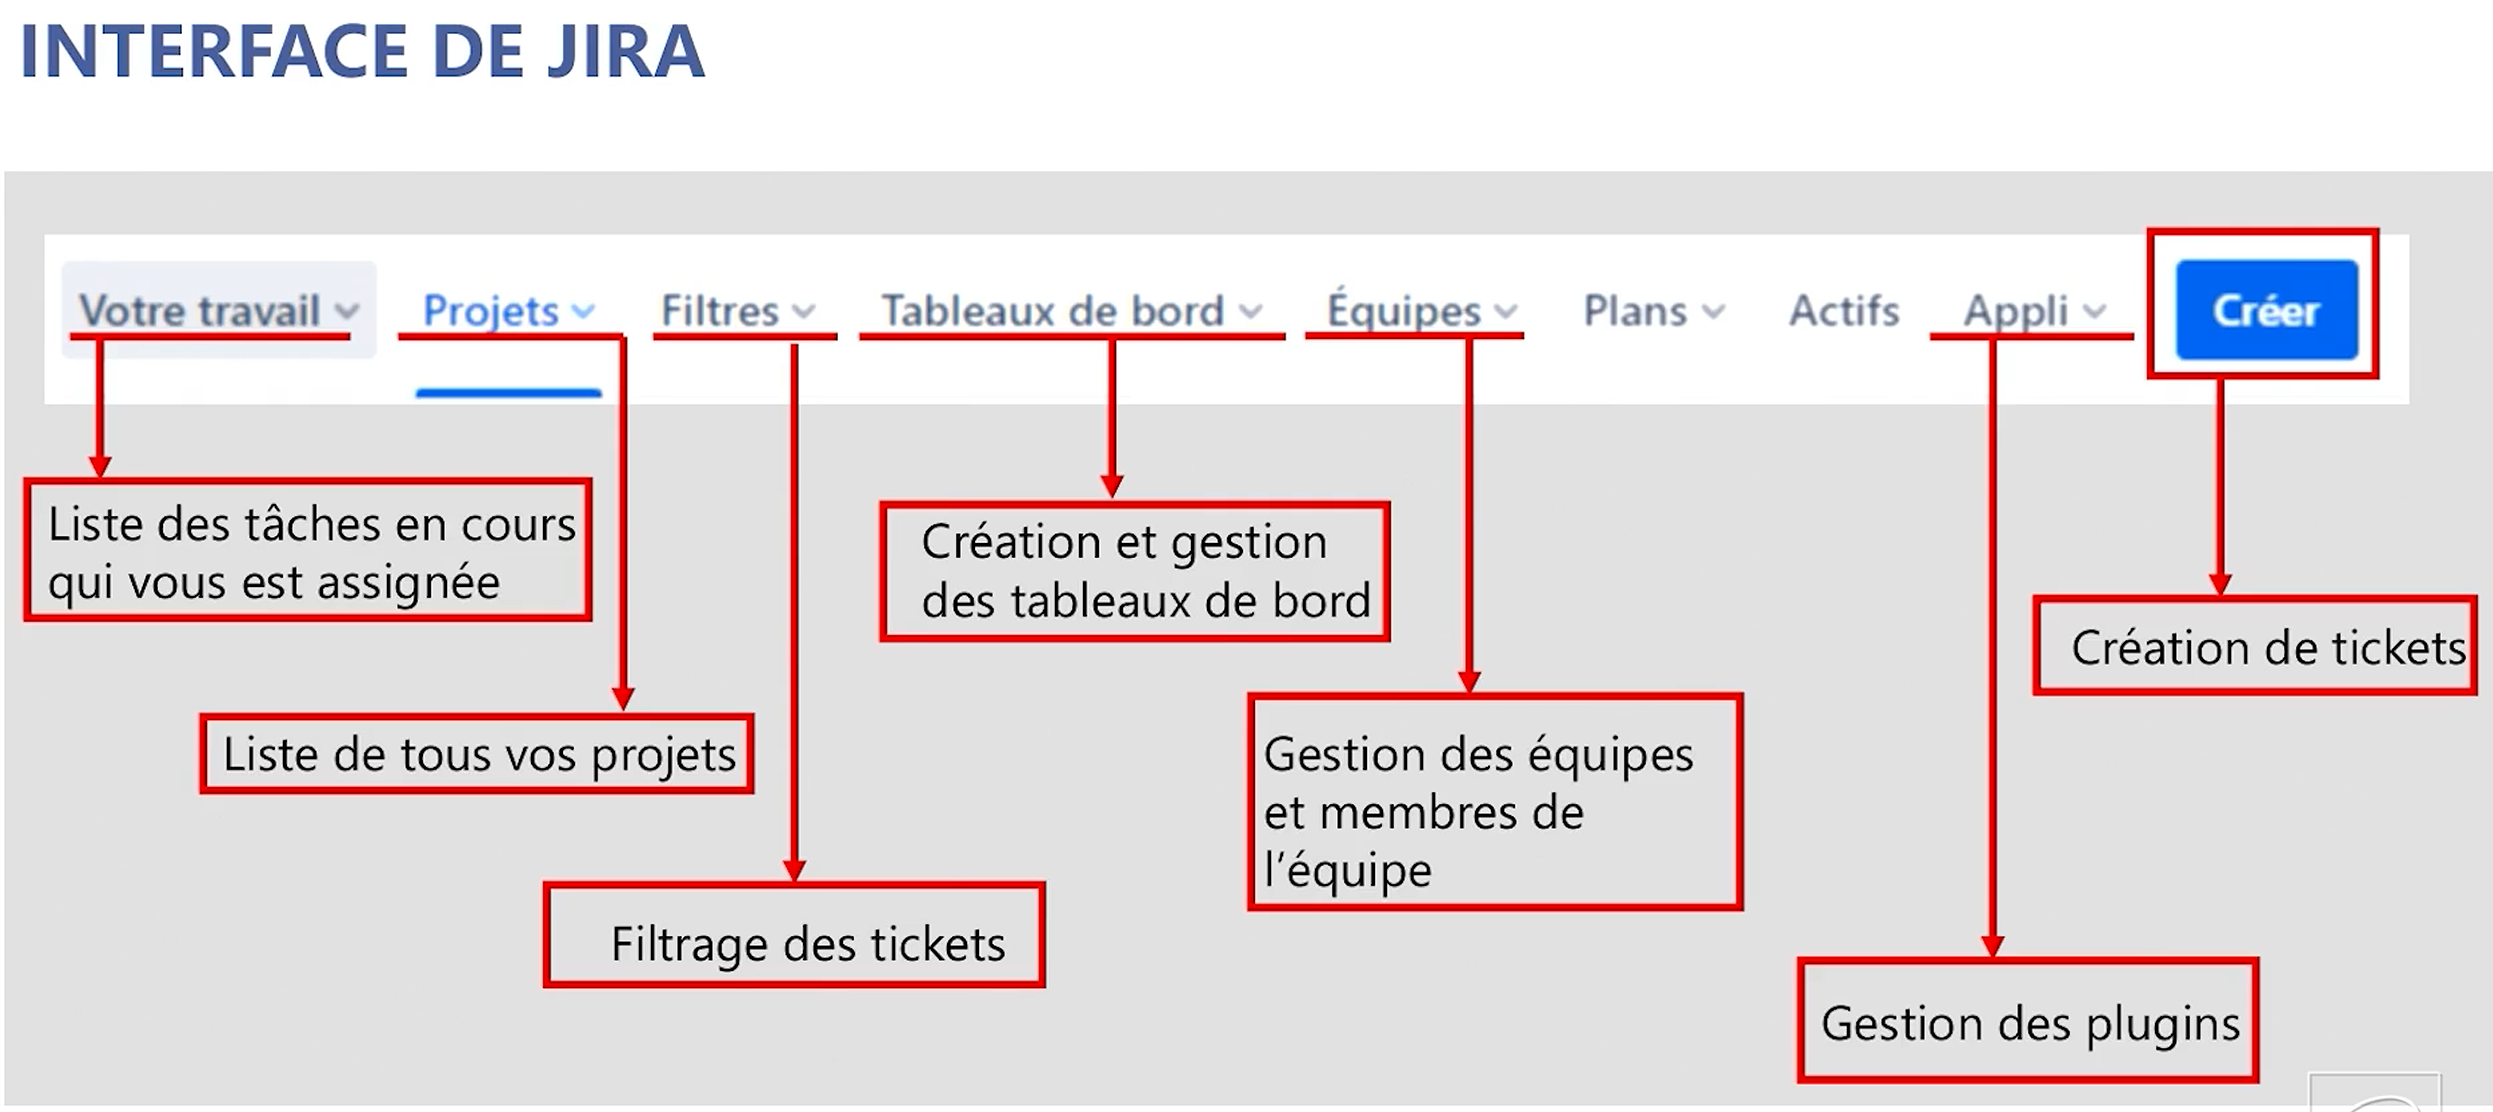 INTERFACE DE JIRA
Votre travail Projets Filtres Tableaux de bord Équipes Plans Actifs Appli Créer
Liste des tâches en cours
qui vous est assignée
Création et gestion
des tableaux de bord
Création de tickets
Liste de tous vos projets
Gestion des équipes
et membres de
l'équipe
Filtrage des tickets
Gestion des plugins